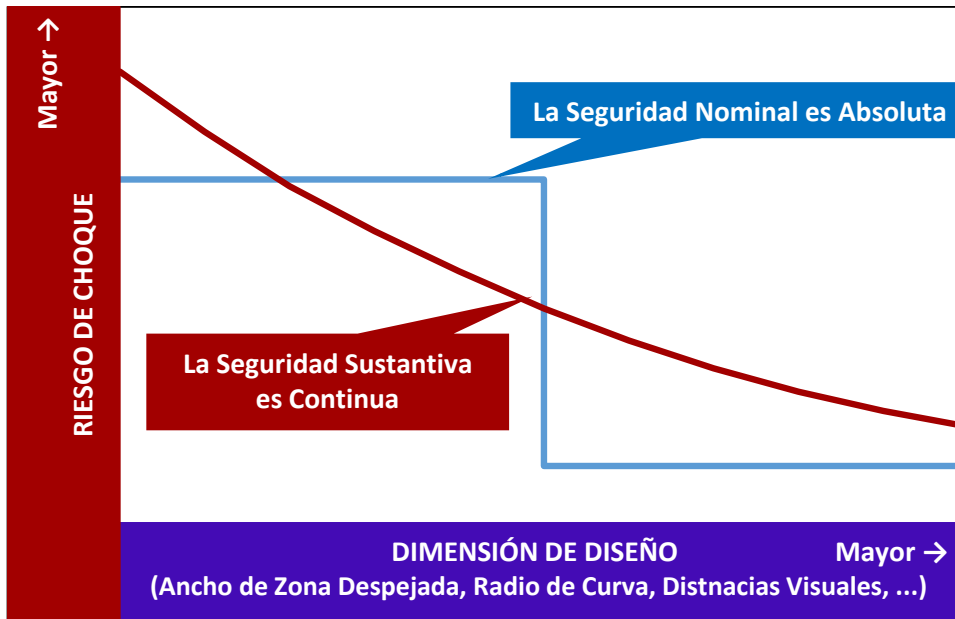 Mayor →
RIESGO DE CHOQUE
La Seguridad Nominal es Absoluta
La Seguridad Sustantiva
es Continua
DIMENSIÓN DE DISEÑO
Mayor →
(Ancho de Zona Despejada, Radio de Curva, Distnacias Visuales, ...)